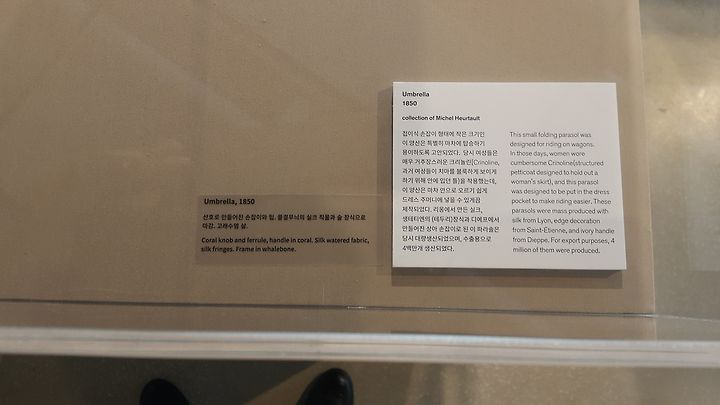 Umbrella, 1850
산호로 만들어진 손잡이와 팁. 물결무늬의 실크 직물과 술 장식으로
마감. 고래수염 살.
Coral knob and ferrule, handle in coral. Silk watered fabric,
silk fringes. Frame in whalebone.
Umbrella
1850
collection of Michel Heurtault
접이식 손잡이 형태에 작은 크기인
이 양산은 특별히 마차에 탑승하기
용이하도록 고안되었다. 당시 여성들은
매우 거추장스러운 크리놀린(Crinoline,
과거 여성들이 치마를 불룩하게 보이게
하기 위해 안에 입던 틀)을 착용했는데,
이 양산은 마차 안으로 오르기 쉽게
드레스 주머니에 넣을 수 있게끔
제작되었다. 리옹에서 만든 실크,
생테티엔의 (테두리)장식과 디에프에서
만들어진 상아 손잡이로 된 이 파라솔은
당시 대량생산되었으며, 수출용으로
4백만개 생산되었다.
This small folding parasol was
designed for riding on wagons.
In those days, women wore
cumbersome Crinoline(structured
petticoat designed to hold out a
woman's skirt), and this parasol
was designed to be put in the dress
pocket to make riding easier. These
parasols were mass produced with
silk from Lyon, edge decoration
from Saint-Etienne, and ivory handle
from Dieppe. For export purposes, 4
million of them were produced.